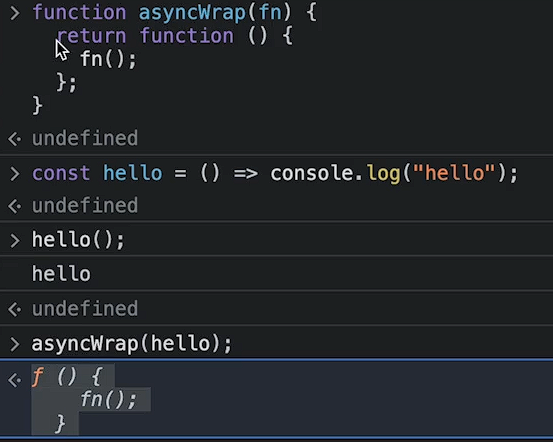 > function asyncWrap(fn) {
return function () {
fn();
};
}
undefined
> const hello = () => console.log("hello");
undefined
> hello();
hello
undefined
> asyncWrap(hello);
ƒ () {
fn();
}